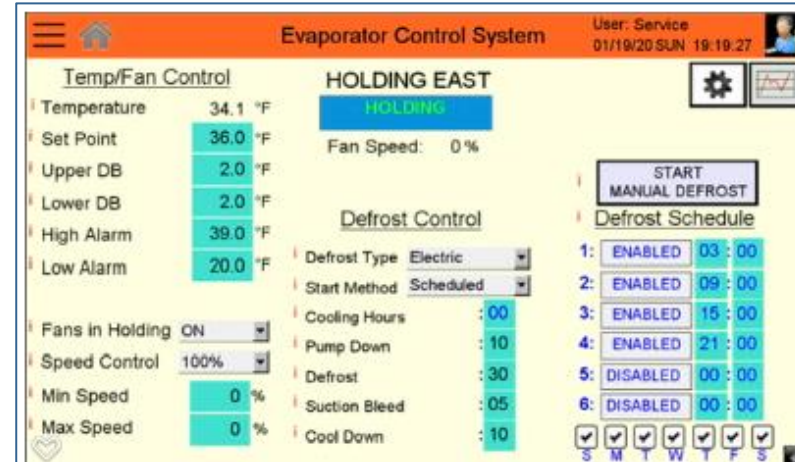 Evaporator Control System
User: Service
01/19/20 SUN 19:19:27
Temp/Fan Control
Temperature 34.1 °F
Set Point 36.0 °F
Upper DB 2.0 °F
Lower DB 2.0 °F
High Alarm 39.0 °F
Low Alarm 20.0 °F
Fans in Holding ON
Speed Control 100%
Min Speed 0 %
Max Speed 0 %
HOLDING EAST
HOLDING
Fan Speed: 0 %
Defrost Control
Defrost Type Electric
Start Method Scheduled
Cooling Hours :00
Pump Down :10
Defrost :30
Suction Bleed :05
Cool Down :10
START
MANUAL DEFROST
Defrost Schedule
1: ENABLED 03 : 00
2: ENABLED 09 : 00
3: ENABLED 15 : 00
4: ENABLED 21 : 00
5: DISABLED 00 : 00
6: DISABLED 00 : 00
S M T W T F S